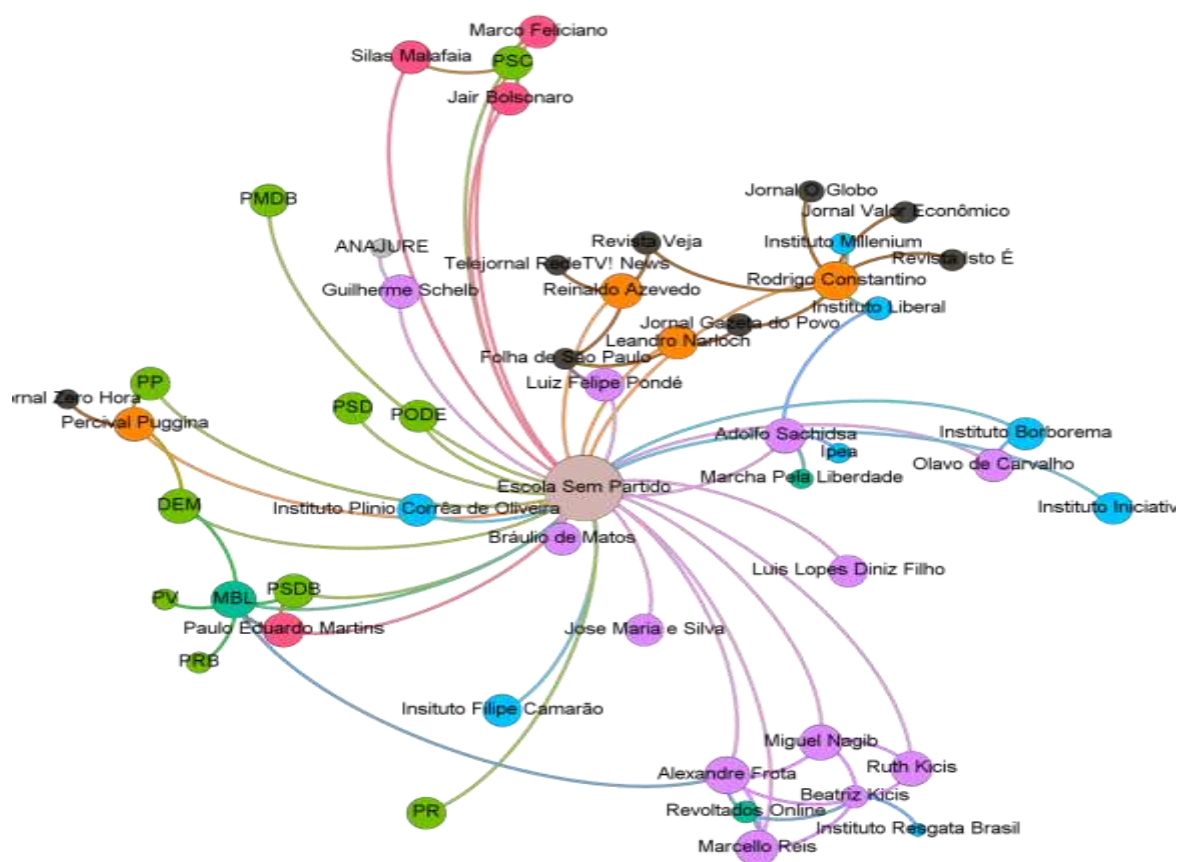 Marco Feliciano
Silas Malafaia
PSC
Jair Bolsonaro
Jornal O Globo
PMDB
Jornal Valor Econômico
Revista Veja
Instituto Millenium
ANAJURE
Revista Isto É
Telejornal RedeTV! News
Rodrigo Constantino
Guilherme Schelb
Reinaldo Azevedo
Instituto Liberal
Jornal Gazeta do Povo
Leandro Narloch
Folha de São Paulo
PP
Luiz Felipe Pondé
rnal Zero Hora
PSD
PODE
Percival Puggina
Adolfo Sachidsa
Instituto Borborema
Ipea
Olavo de Carvalho
Marcha Pela Liberdade
Escola Sem Partido
DEM
Instituto Plinio Corrêa de Oliveira
Instituto Iniciativ
Bráulio de Matos
Luis Lopes Diniz Filho
PSDB
PV
MBL
Paulo Eduardo Martins
Jose Maria e Silva
PRB
Insituto Filipe Camarão
Miguel Nagib
Ruth Kicis
Alexandre Frota
Beatriz Kicis
PR
Revoltados Online
Instituto Resgata Brasil
Marcello Reis